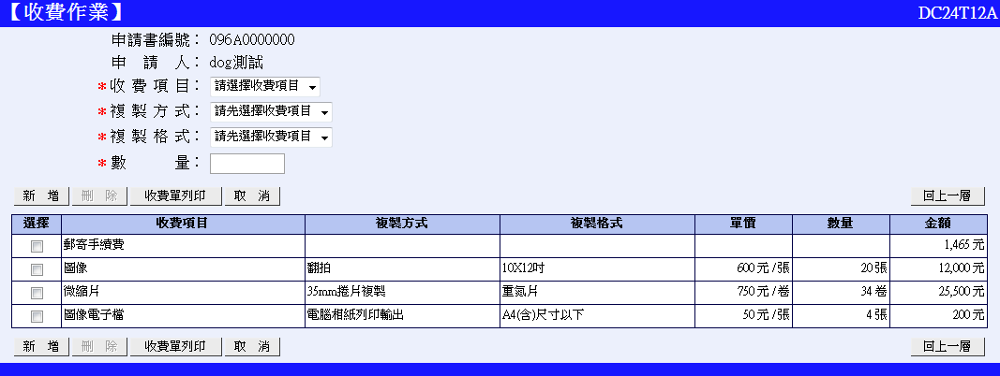 【收費作業】 DC24T12A
申請書編號： 096A0000000
申 請 人： dog測試
*收 費 項 目： 請選擇收費項目
*複 製 方 式： 請先選擇收費項目
*複 製 格 式： 請先選擇收費項目
*數 量：
新 增 刪 除 收費單列印 取 消 回上一層
選擇 收費項目 複製方式 複製格式 單價 數量 金額
郵寄手續費 1,465 元
圖像 翻拍 10X12吋 600 元 /張 20 張 12,000 元
微縮片 35mm捲片複製 重氮片 750 元 /卷 34 卷 25,500 元
圖像電子檔 電腦相紙列印輸出 A4(含)尺寸以下 50 元 /張 4 張 200 元
新 增 刪 除 收費單列印 取 消 回上一層